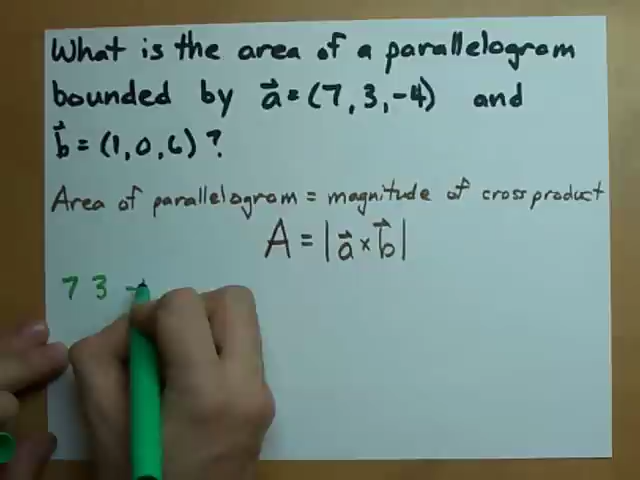 What is the area of a parallelogram
bounded by a⃗ = (7, 3, -4) and
b⃗ = (1, 0, 6) ?
Area of parallelogram = magnitude of cross product
A = |a⃗ × b⃗|
7 3 -